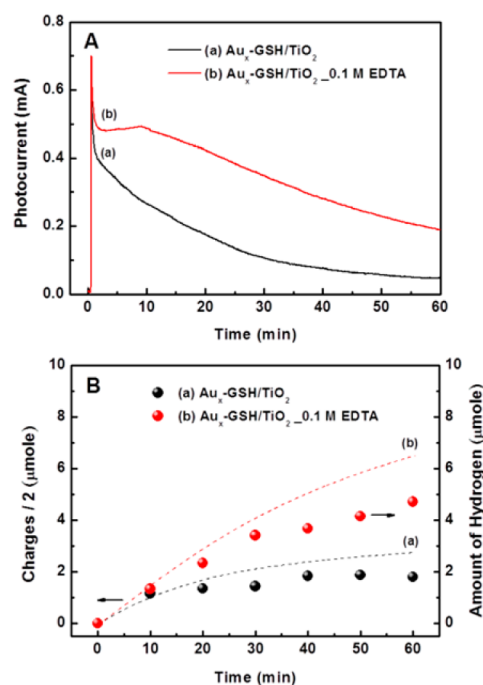 A
(a) Auₓ-GSH/TiO₂
(b) Auₓ-GSH/TiO₂_0.1 M EDTA
(b)
(a)
Photocurrent (mA)
0.8
0.6
0.4
0.2
0.0
0 10 20 30 40 50 60
Time (min)
B
(a) Auₓ-GSH/TiO₂
(b) Auₓ-GSH/TiO₂_0.1 M EDTA
(b)
(a)
Charges / 2 (μmole)
10
8
6
4
2
0
Amount of Hydrogen (μmole)
10
8
6
4
2
0
0 10 20 30 40 50 60
Time (min)